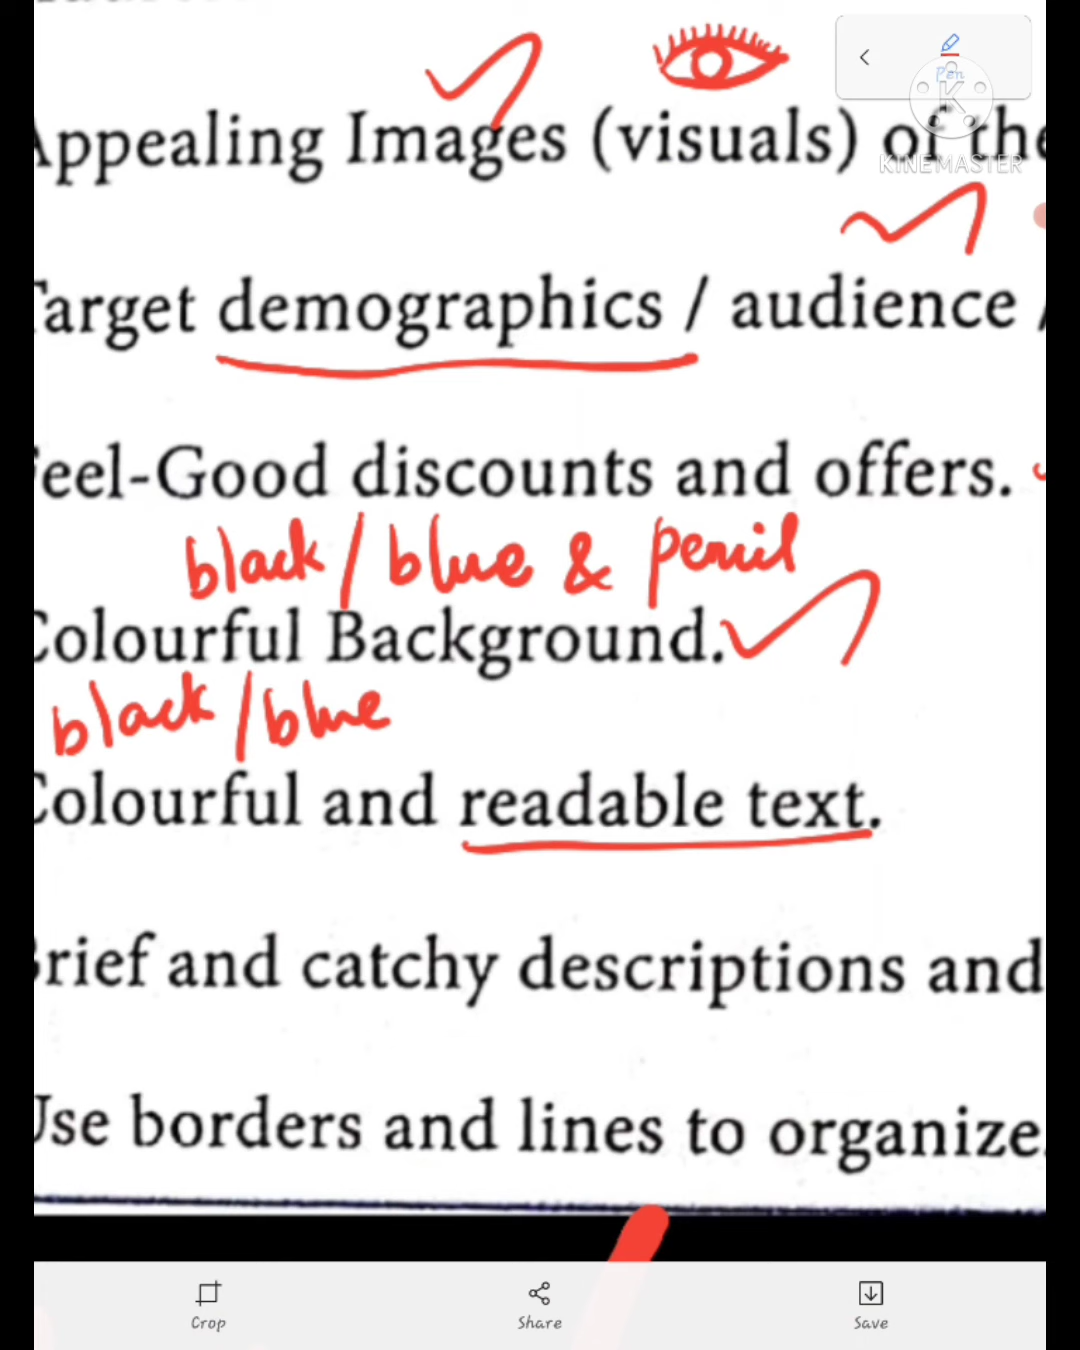 Pen
KINEMASTER
Appealing Images (visuals) of the
Target demographics / audience /
Feel-Good discounts and offers.
black / blue & pencil
Colourful Background.
black / blue
Colourful and readable text.
Brief and catchy descriptions and
Use borders and lines to organize.
Crop
Share
Save